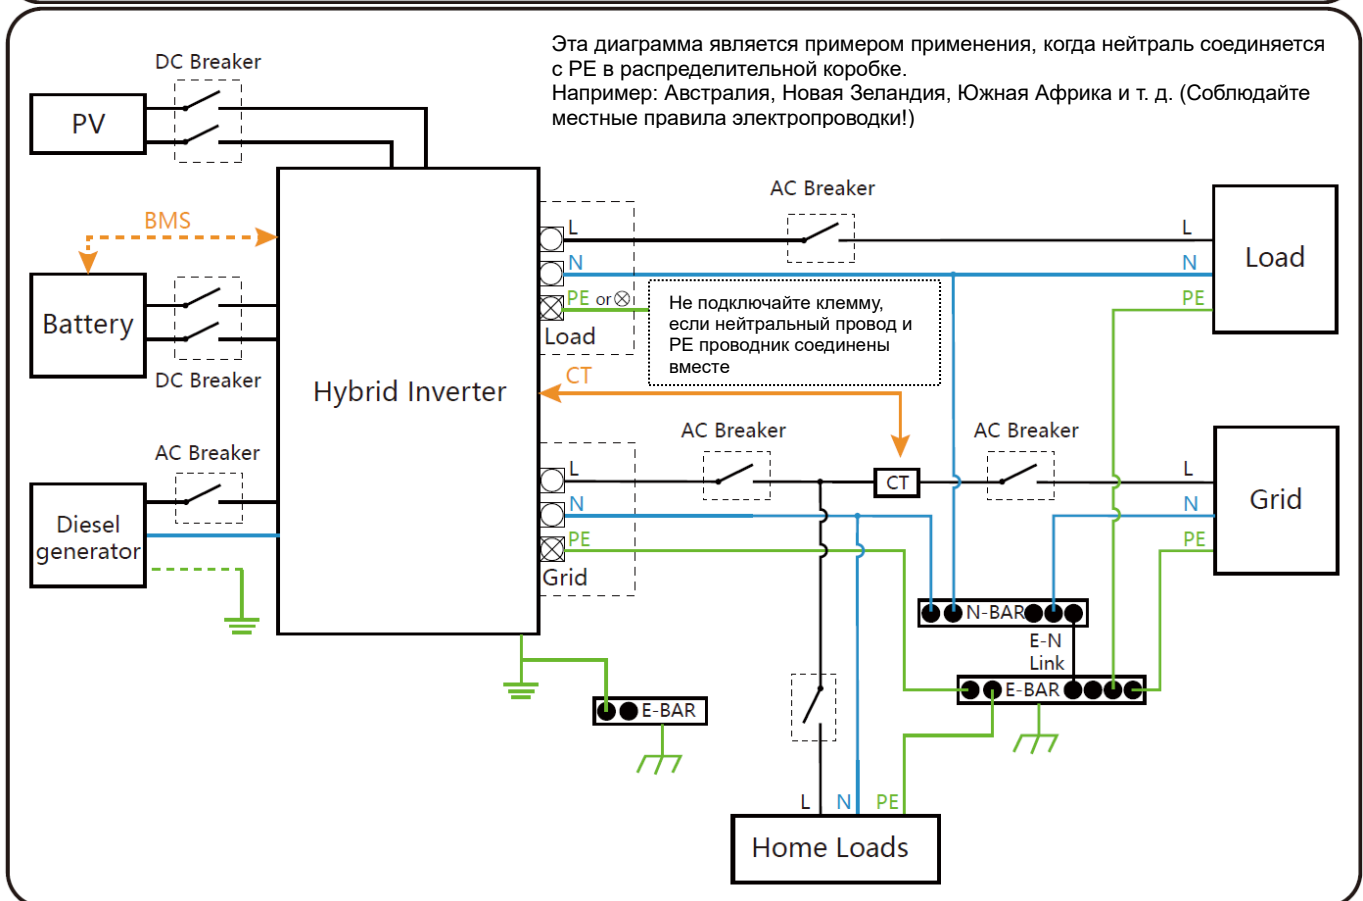 Эта диаграмма является примером применения, когда нейтраль соединяется
с PE в распределительной коробке.
Например: Австралия, Новая Зеландия, Южная Африка и т. д. (Соблюдайте
местные правила электропроводки!)
DC Breaker
PV
BMS
Battery
DC Breaker
AC Breaker
Diesel
generator
Hybrid Inverter
L
N
PE or
Load
Не подключайте клемму,
если нейтральный провод и
PE проводник соединены
вместе
AC Breaker
L
N
PE
Load
CT
AC Breaker
CT
AC Breaker
L
N
PE
Grid
L
N
PE
Grid
N-BAR
E-N
Link
E-BAR
E-BAR
L
N
PE
Home Loads